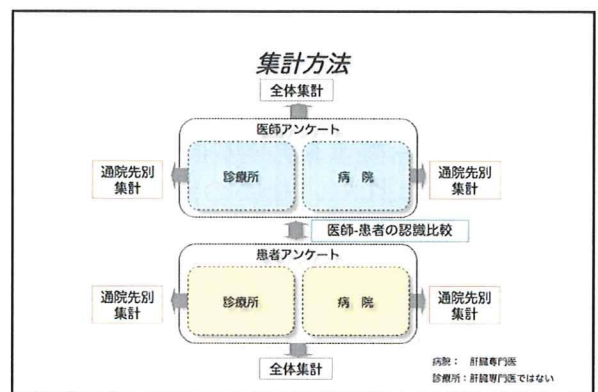 集計方法
全体集計
医師アンケート
通院先別
集計
診療所
病 院
通院先別
集計
医師-患者の認識比較
患者アンケート
通院先別
集計
診療所
病 院
通院先別
集計
全体集計
病院： 肝臓専門医
診療所：肝臓専門医ではない